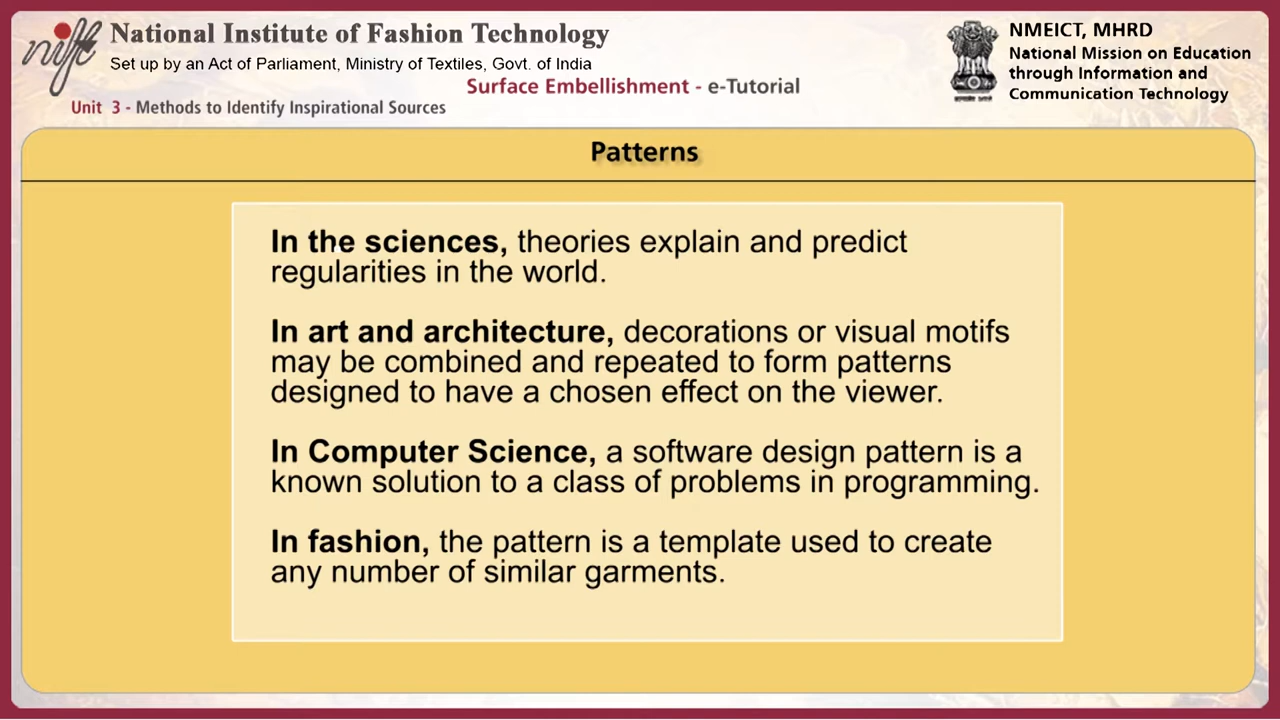 nift
National Institute of Fashion Technology
Set up by an Act of Parliament, Ministry of Textiles, Govt. of India
Surface Embellishment - e-Tutorial
Unit 3 - Methods to Identify Inspirational Sources
NMEICT, MHRD
National Mission on Education
through Information and
Communication Technology
Patterns
In the sciences, theories explain and predict
regularities in the world.
In art and architecture, decorations or visual motifs
may be combined and repeated to form patterns
designed to have a chosen effect on the viewer.
In Computer Science, a software design pattern is a
known solution to a class of problems in programming.
In fashion, the pattern is a template used to create
any number of similar garments.